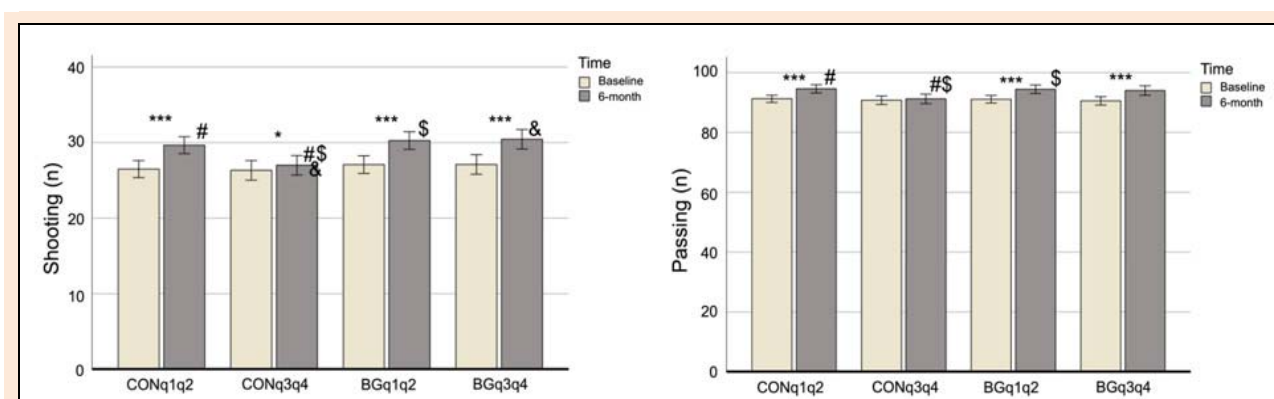 Shooting (n)
40
30
20
10
0
***
#
*
#$
&
***
$
***
&
CONq1q2
CONq3q4
BGq1q2
BGq3q4
Time
Baseline
6-month
Passing (n)
100
80
60
40
20
0
***
#
#$
***
$
***
CONq1q2
CONq3q4
BGq1q2
BGq3q4
Time
Baseline
6-month